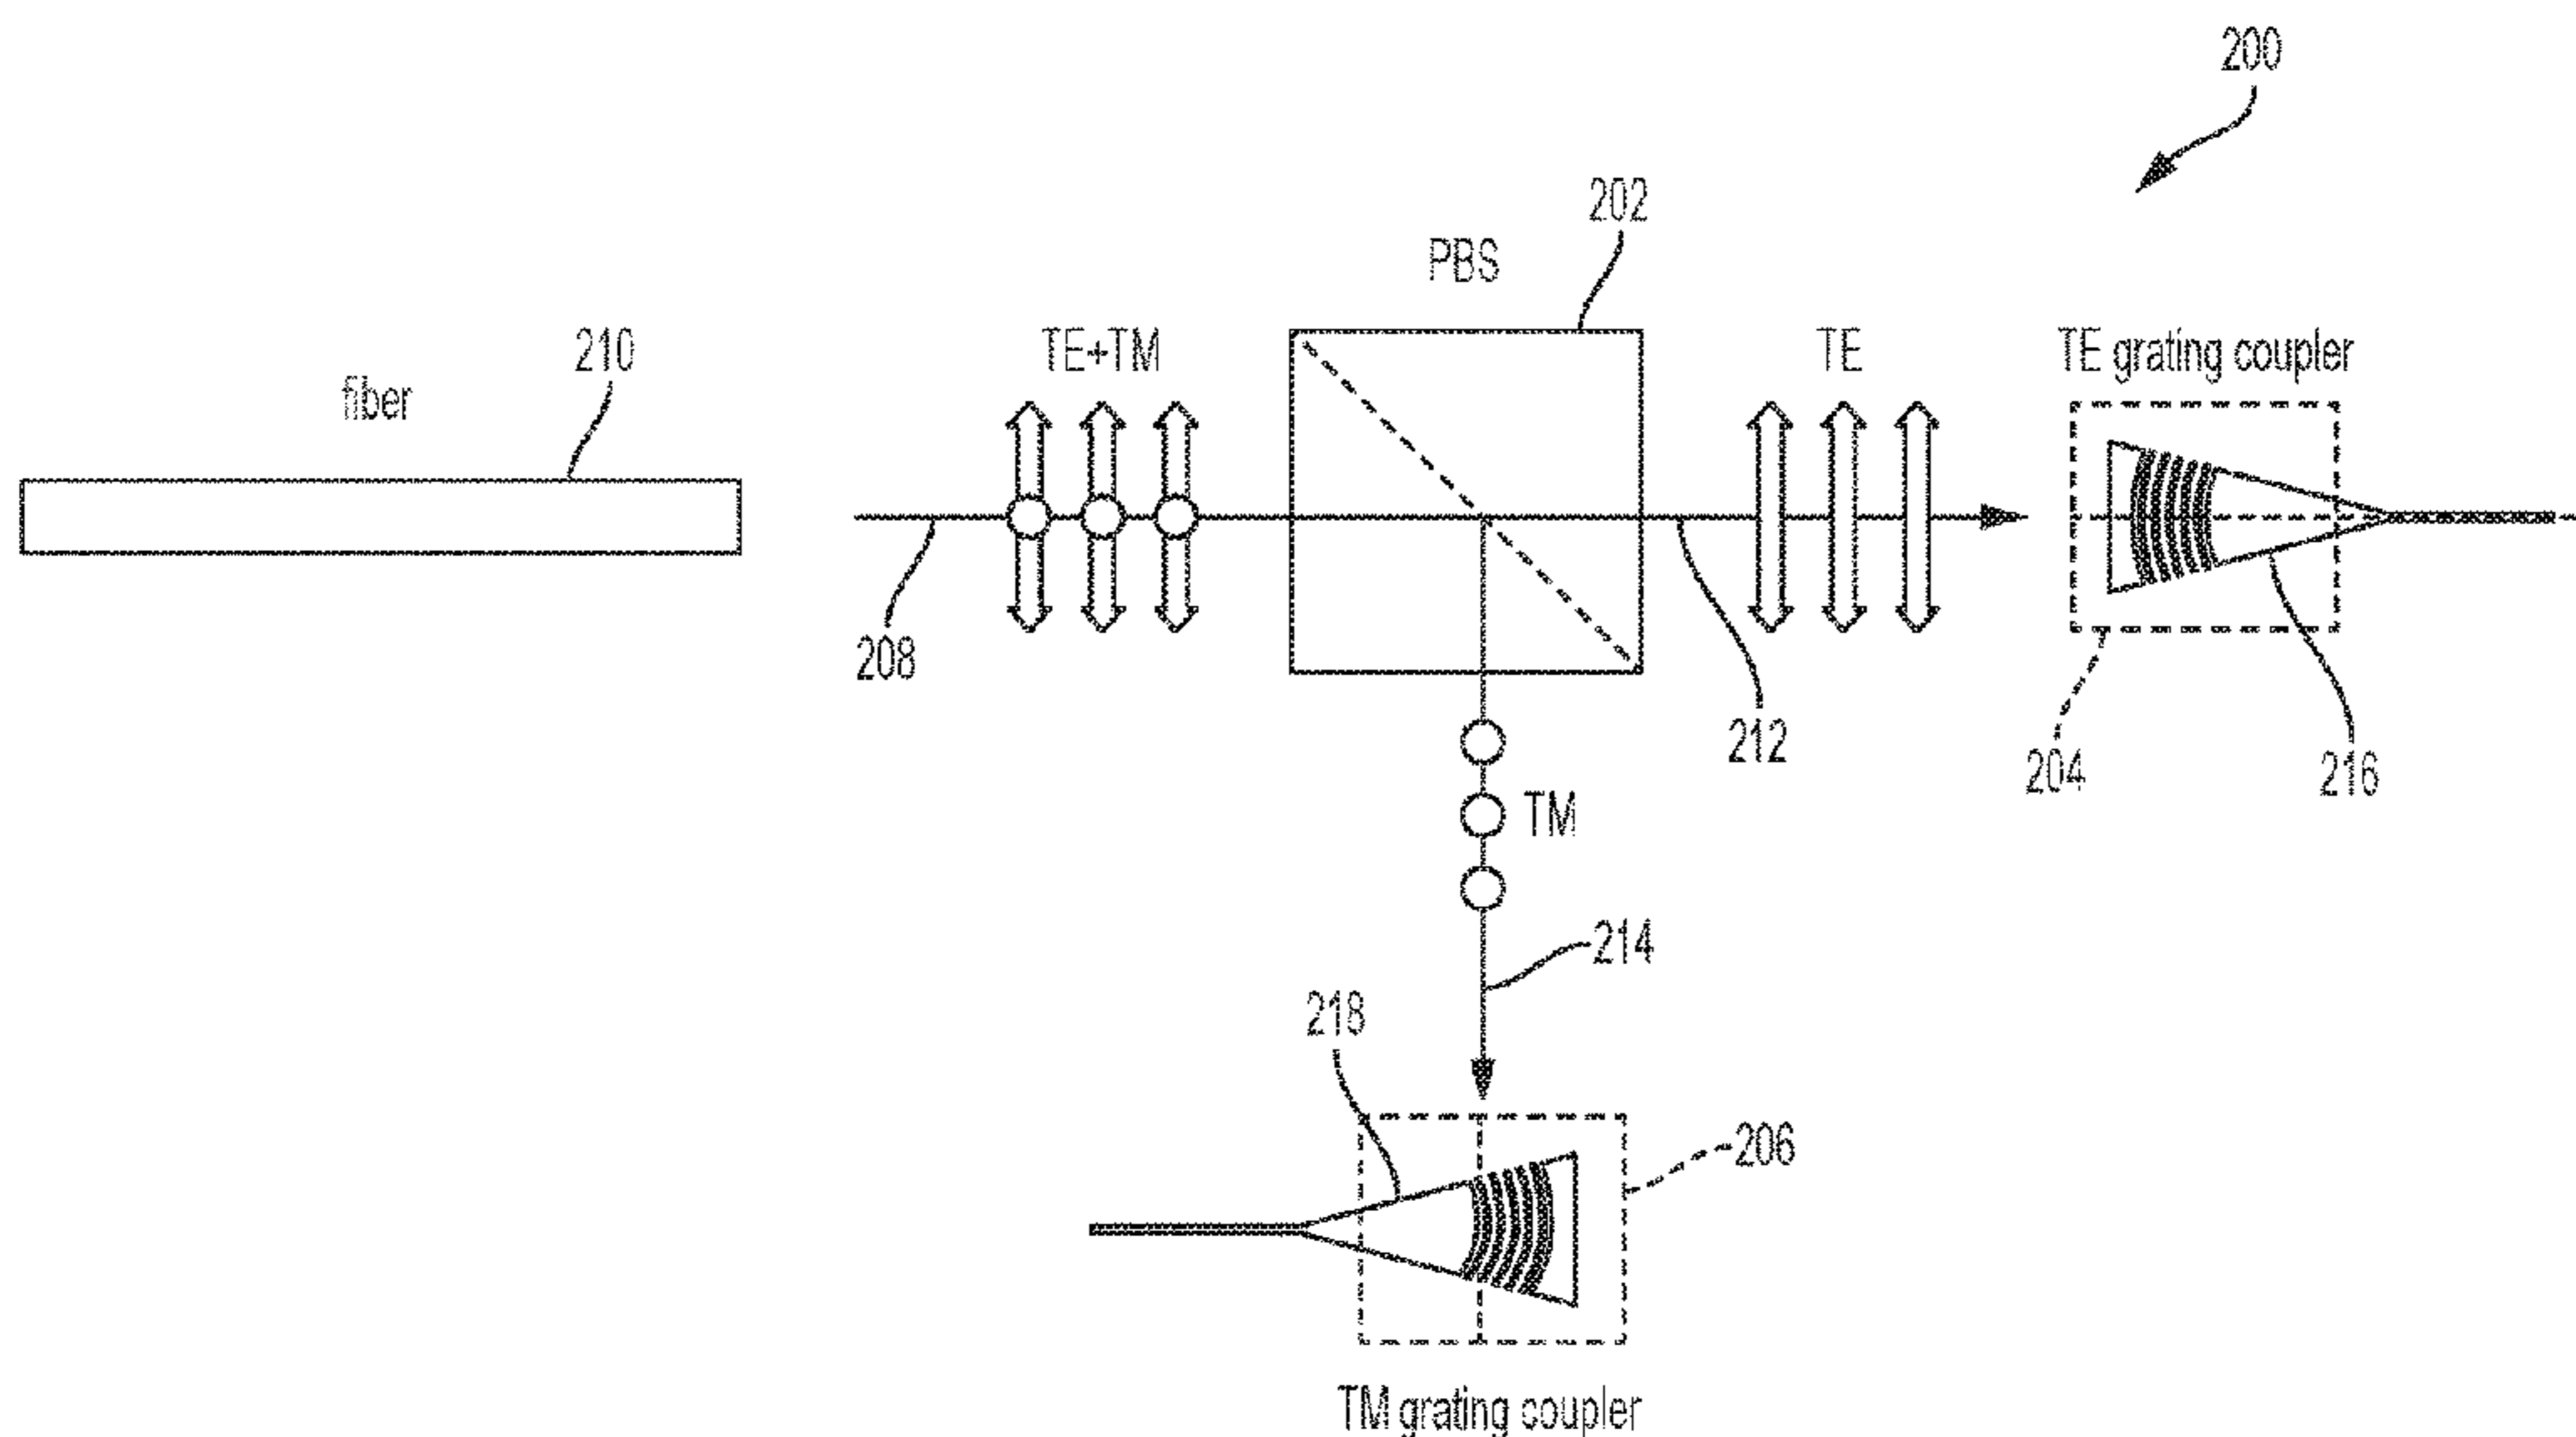 200
202
PBS
210
fiber
TE+TM
TE
TE grating coupler
208
212
204
216
TM
214
218
206
TM grating coupler